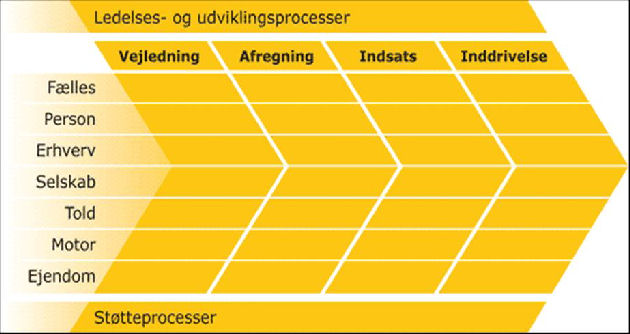 Ledelses- og udviklingsprocesser
Vejledning Afregning Indsats Inddrivelse
Fælles
Person
Erhverv
Selskab
Told
Motor
Ejendom
Støtteprocesser